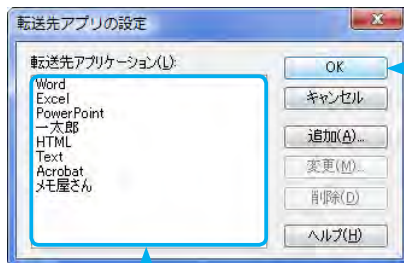 転送先アプリの設定
転送先アプリケーション(L):
Word
Excel
PowerPoint
一太郎
HTML
Text
Acrobat
メモ屋さん
OK
キャンセル
追加(A)...
変更(M)...
削除(D)
ヘルプ(H)